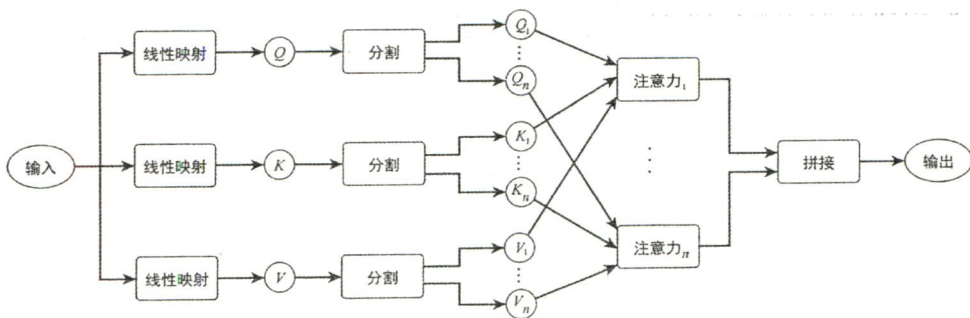 线性映射 Q 分割 Q₁
⋮
Qₙ
注意力₁
输入 线性映射 K 分割 K₁
⋮
Kₙ
⋮
拼接 输出
线性映射 V 分割 V₁
⋮
Vₙ
注意力ₙ